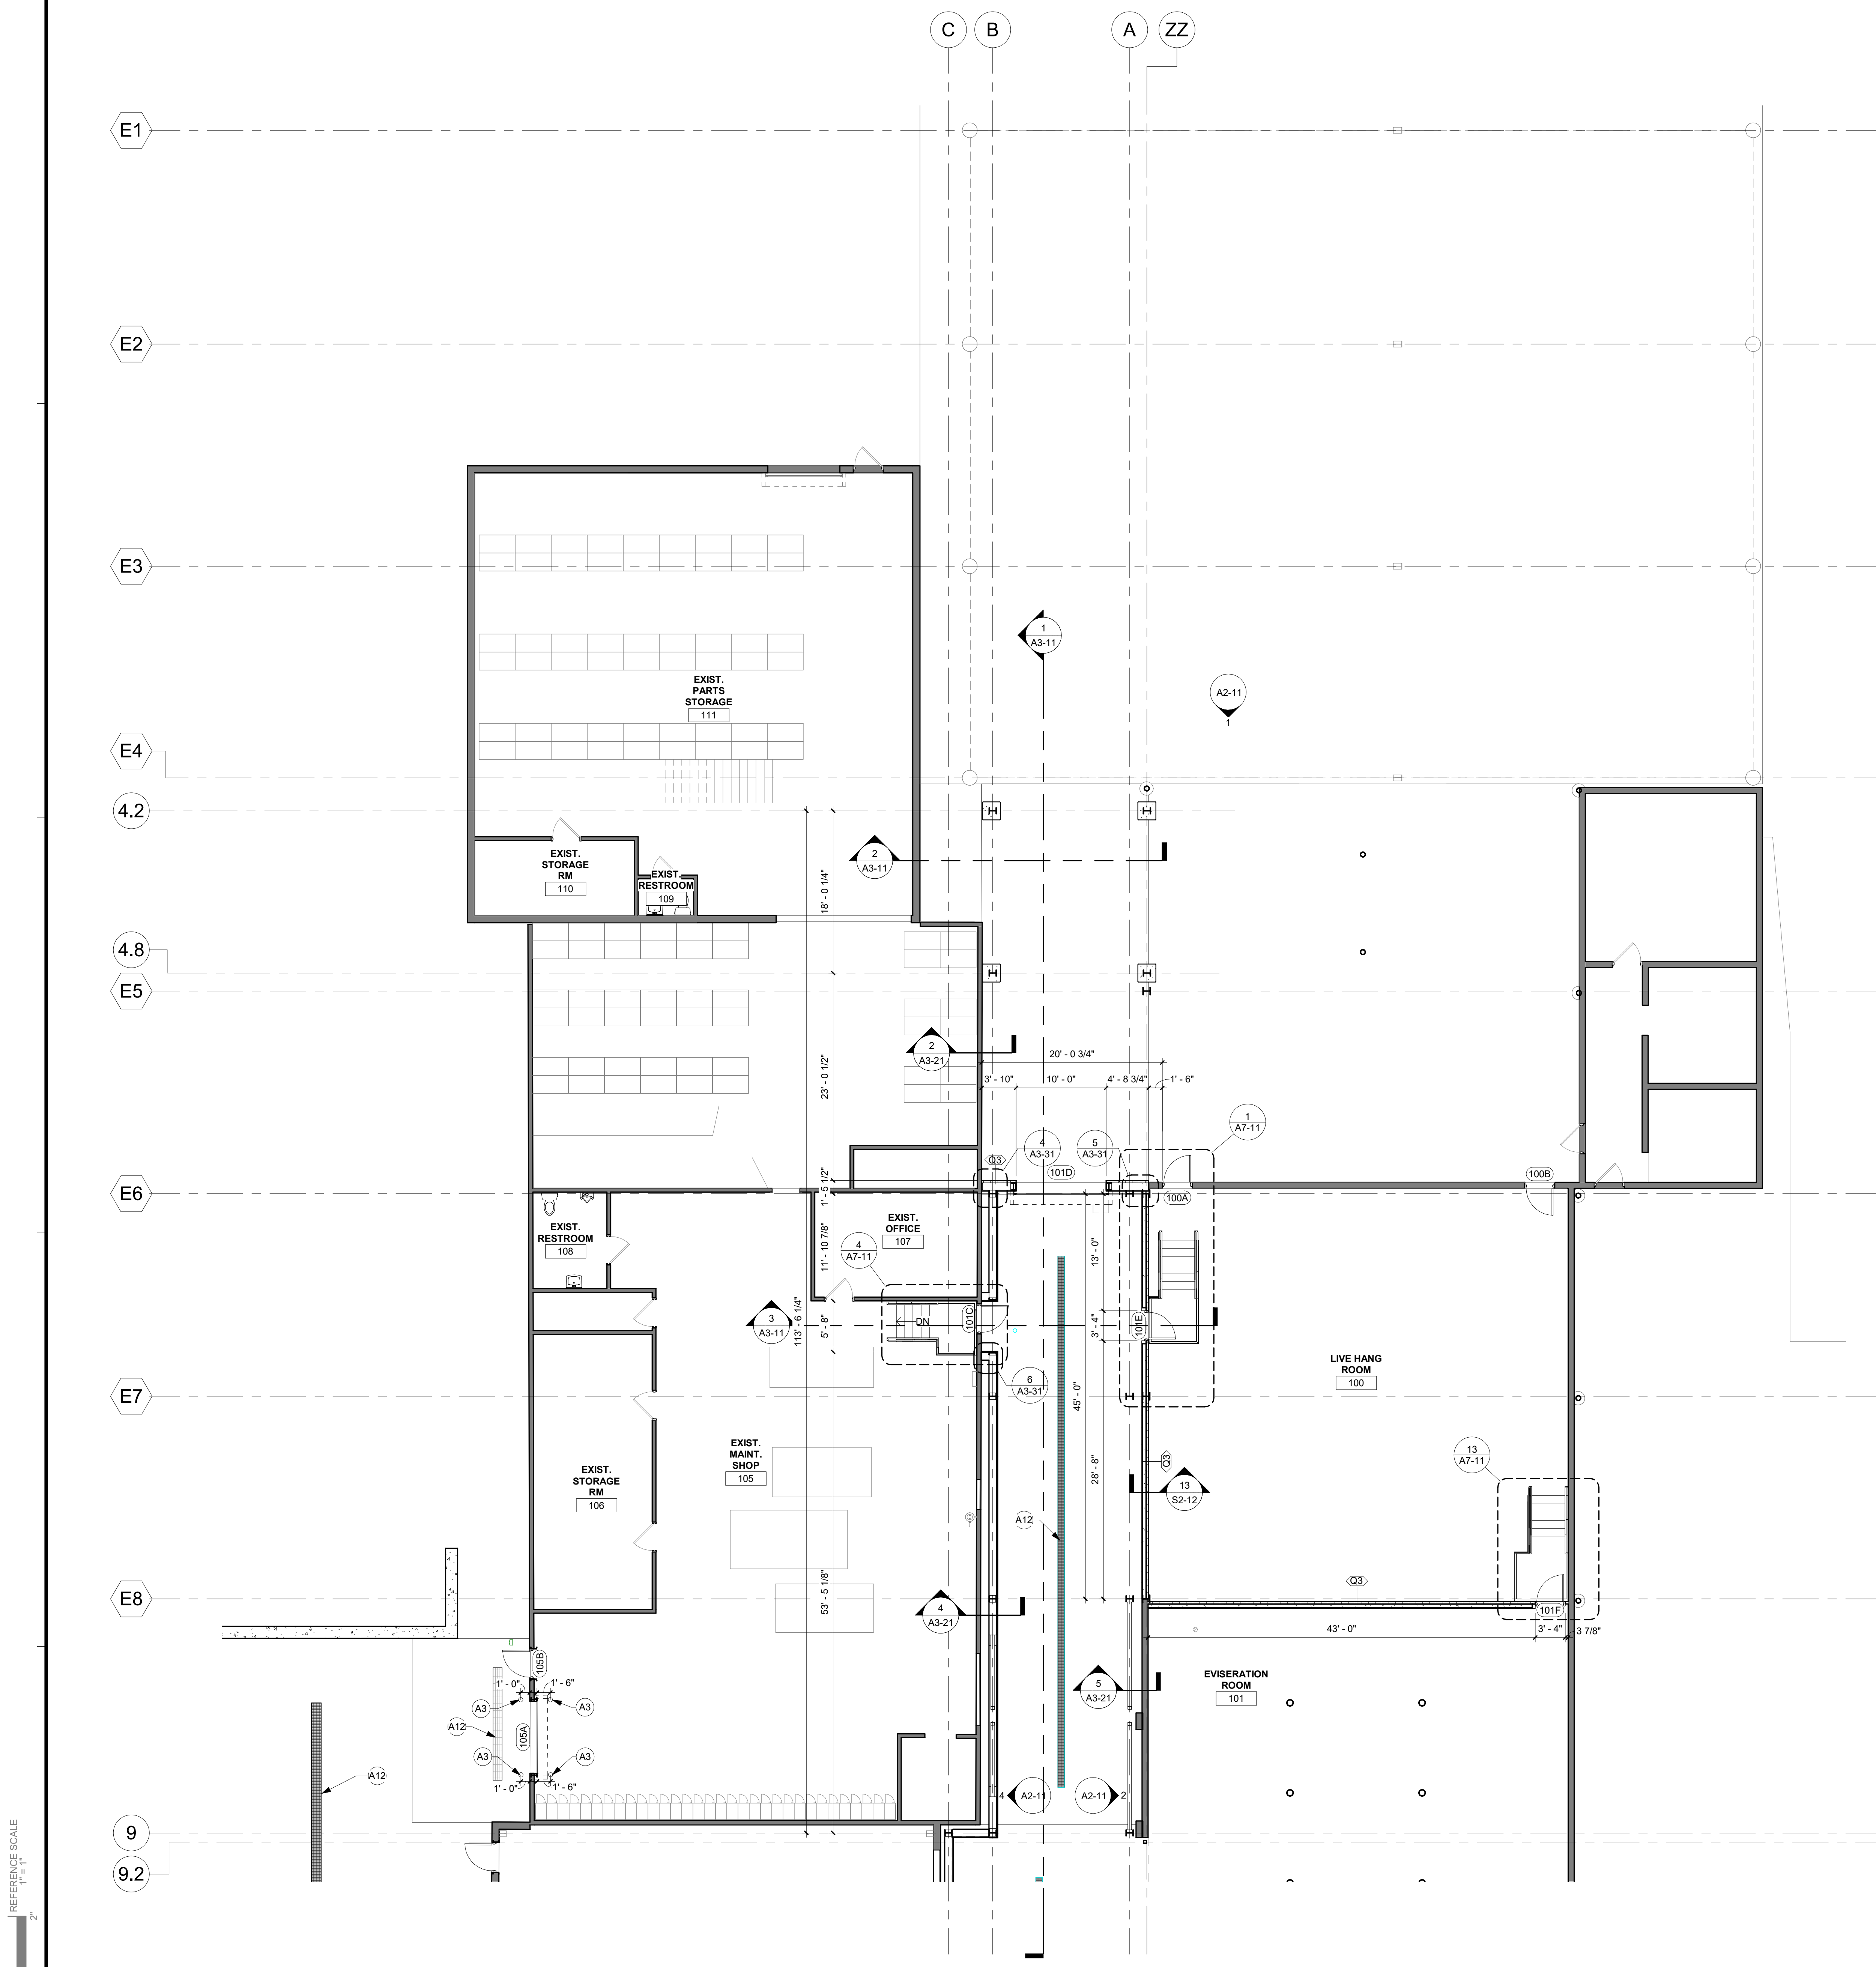 C
B
A
ZZ
E1
E2
E3
1
A3-11
EXIST.
PARTS
STORAGE
111
A2-11
1
E4
4.2
EXIST.
STORAGE
RM
110
EXIST.
RESTROOM
109
2
A3-11
18' - 0 1/4"
4.8
E5
2
A3-21
20' - 0 3/4"
3' - 10"
10' - 0"
4' - 8 3/4"
1' - 6"
23' - 0 1/2"
1
A7-11
4
A3-31
5
A3-31
Q3
101D
100A
100B
E6
1' - 5 1/2"
EXIST.
RESTROOM
108
EXIST.
OFFICE
107
4
A7-11
11' - 10 7/8"
13' - 0"
3
A3-11
113' - 6 1/4"
5' - 8"
DN
101C
3' - 4"
101E
LIVE HANG
ROOM
100
6
A3-31
E7
45' - 0"
EXIST.
MAINT.
SHOP
105
EXIST.
STORAGE
RM
106
28' - 8"
Q3
13
S2-12
13
A7-11
A12
E8
53' - 5 1/8"
4
A3-21
Q3
101F
43' - 0"
3' - 4"
3 7/8"
105B
EVISERATION
ROOM
101
5
A3-21
1' - 0"
1' - 6"
A3
A3
A12
105A
A3
A3
1' - 0"
1' - 6"
A12
4
A2-11
A2-11
2
9
9.2
REFERENCE SCALE
1" = 1"
2"